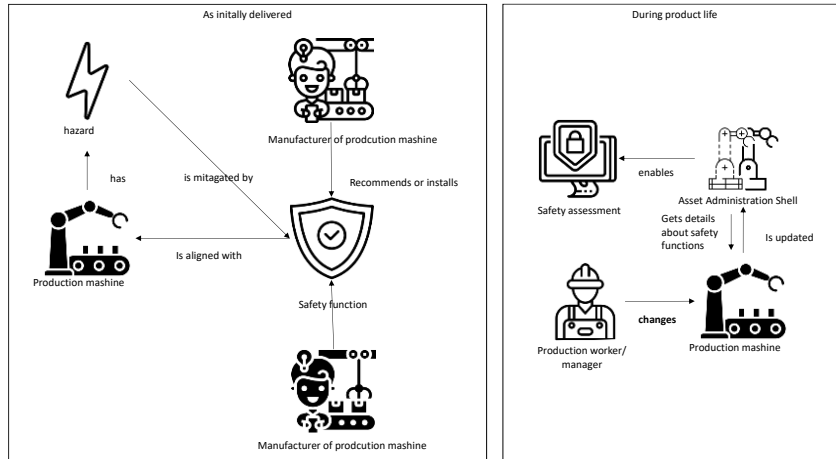 As initally delivered
hazard
Manufacturer of prodcution machine
has
is mitagated by
Recommends or installs
Is aligned with
Production mashine
Safety function
Manufacturer of prodcution machine
During product life
enables
Safety assessment
Asset Administration Shell
Gets details
about safety
functions
Is updated
changes
Production worker/
manager
Production mashine